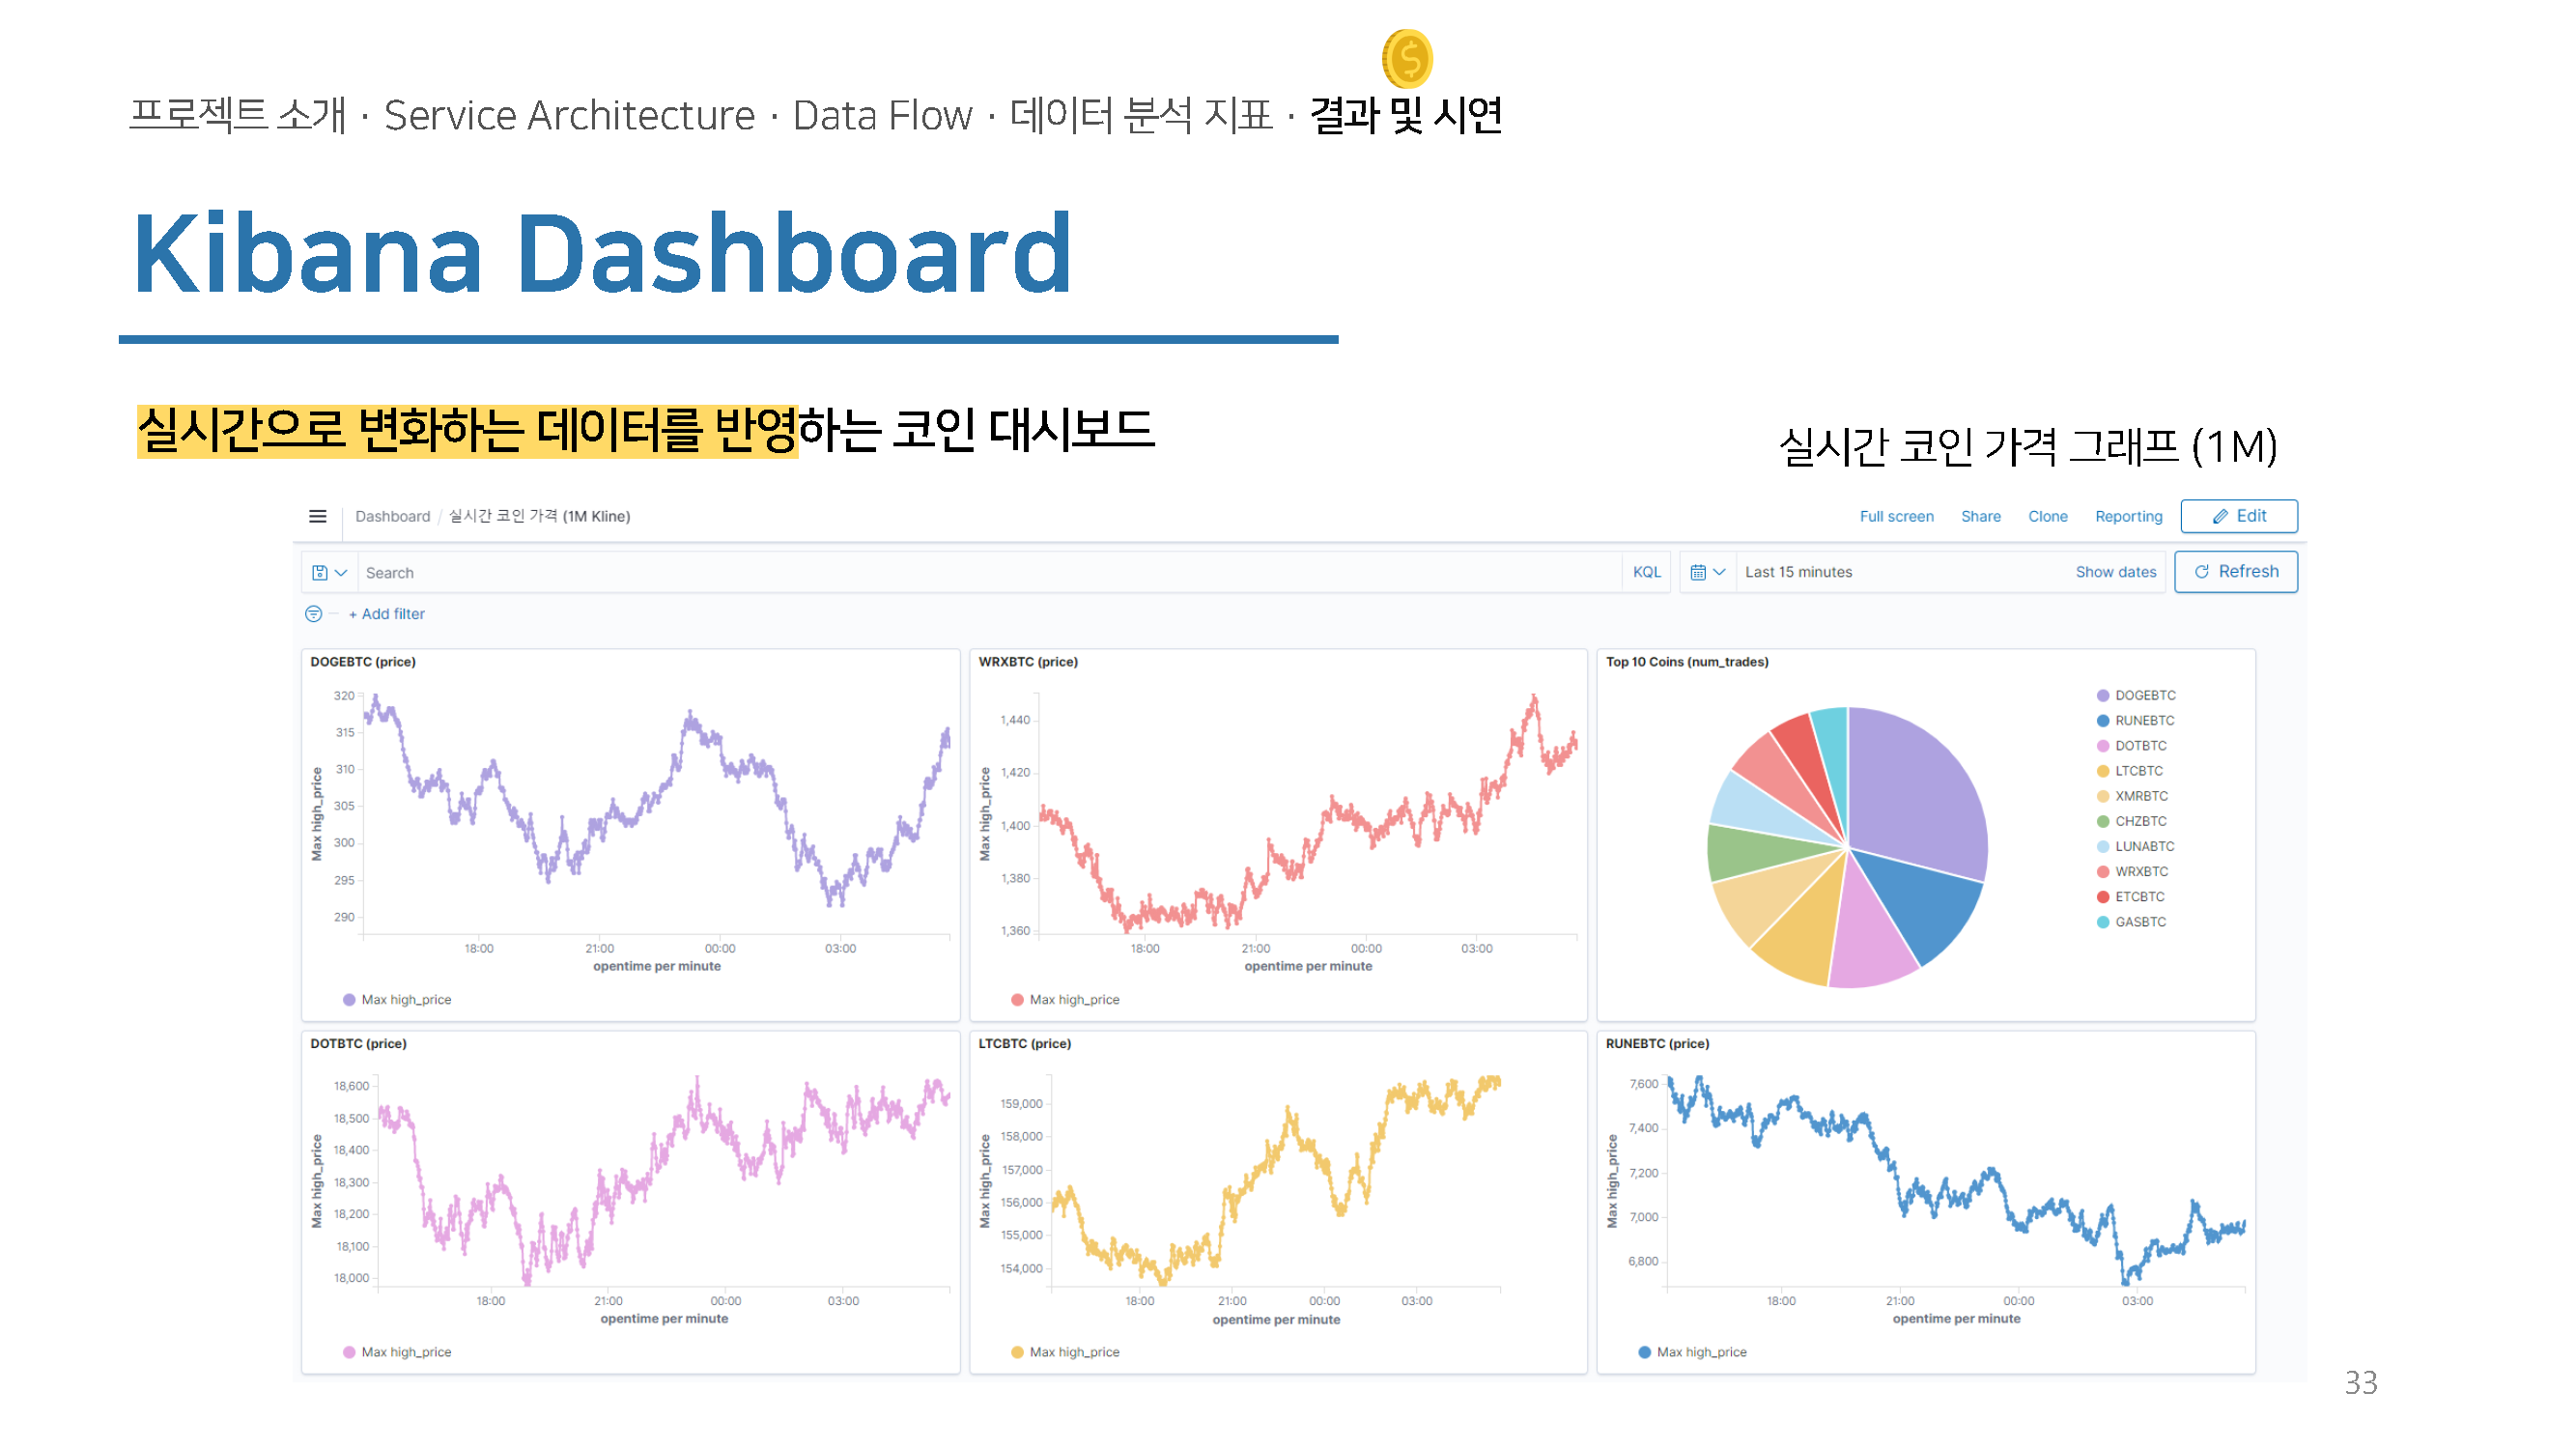 프로젝트 소개 · Service Architecture · Data Flow · 데이터 분석 지표 · 결과 및 시연
Kibana Dashboard
실시간으로 변화하는 데이터를 반영하는 코인 대시보드
실시간 코인 가격 그래프 (1M)
Dashboard / 실시간 코인 가격 (1M Kline)
Full screen Share Clone Reporting Edit
Search KQL Last 15 minutes Show dates Refresh
+ Add filter
DOGEBTC (price)
Max high_price
320
315
310
305
300
295
290
18:00 21:00 00:00 03:00
opentime per minute
Max high_price
WRXBTC (price)
Max high_price
1,440
1,420
1,400
1,380
1,360
18:00 21:00 00:00 03:00
opentime per minute
Max high_price
Top 10 Coins (num_trades)
DOGEBTC
RUNEBTC
DOTBTC
LTCBTC
XMRBTC
CHZBTC
LUNABTC
WRXBTC
ETCBTC
GASBTC
DOTBTC (price)
Max high_price
18,600
18,500
18,400
18,300
18,200
18,100
18,000
18:00 21:00 00:00 03:00
opentime per minute
Max high_price
LTCBTC (price)
Max high_price
159,000
158,000
157,000
156,000
155,000
154,000
18:00 21:00 00:00 03:00
opentime per minute
Max high_price
RUNEBTC (price)
Max high_price
7,600
7,400
7,200
7,000
6,800
18:00 21:00 00:00 03:00
opentime per minute
Max high_price
33